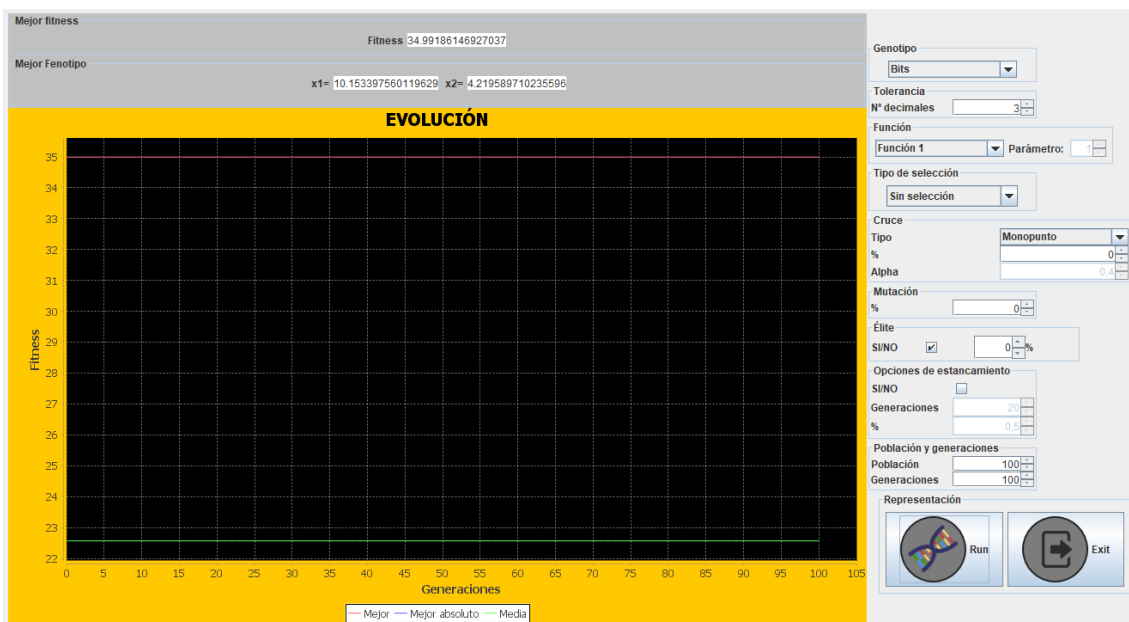 Mejor fitness
Fitness 34.99186146927037
Mejor Fenotipo
x1= 10.153397560119629 x2= 4.219589710235596
EVOLUCIÓN
35
34
33
32
31
30
29
28
27
26
25
24
23
22
Fitness
0 5 10 15 20 25 30 35 40 45 50 55 60 65 70 75 80 85 90 95 100 105
Generaciones
Mejor Mejor absoluto Media
Genotipo
Bits
Tolerancia
Nº decimales 3
Función
Función 1 Parámetro: 1
Tipo de selección
Sin selección
Cruce
Tipo Monopunto
% 0
Alpha 0,4
Mutación
% 0
Élite
SI/NO 0 %
Opciones de estancamiento
SI/NO
Generaciones 20
% 0,5
Población y generaciones
Población 100
Generaciones 100
Representación
Run Exit